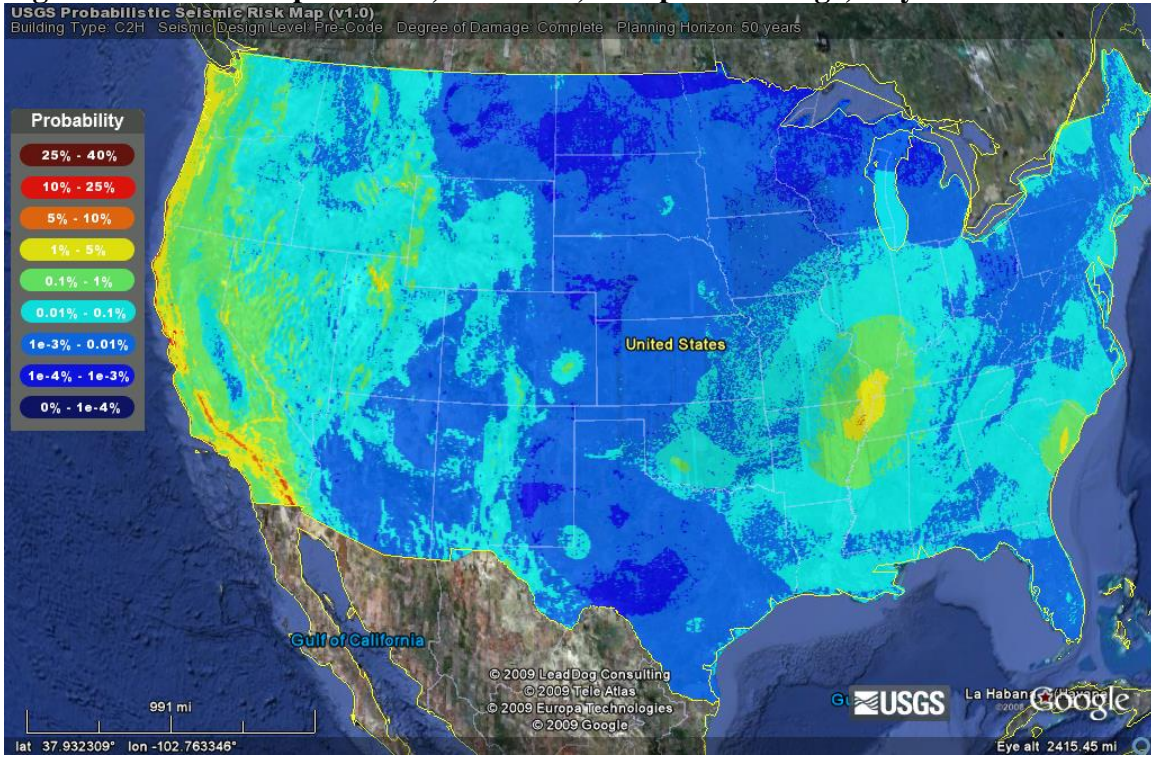 USGS Probabilistic Seismic Risk Map (v1.0)
Building Type: C2H Seismic Design Level: Pre-Code Degree of Damage: Complete Planning Horizon: 50 years
Probability
25% - 40%
10% - 25%
5% - 10%
1% - 5%
0.1% - 1%
0.01% - 0.1%
1e-3% - 0.01%
1e-4% - 1e-3%
0% - 1e-4%
United States
Gulf of California
© 2009 LeadDog Consulting
© 2009 Tele Atlas
© 2009 Europa Technologies
© 2009 Google
991 mi
Gu
USGS
La Habana
©2009
Google
lat 37.932309° lon -102.763346°
Eye alt 2415.45 mi